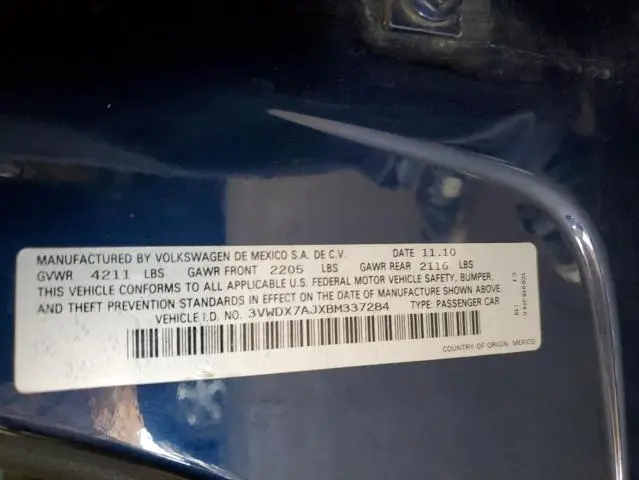 MANUFACTURED BY VOLKSWAGEN DE MEXICO S.A. DE C.V. DATE 11.10
GVWR 4211 LBS GAWR FRONT 2205 LBS GAWR REAR 2116 LBS
THIS VEHICLE CONFORMS TO ALL APPLICABLE U.S. FEDERAL MOTOR VEHICLE SAFETY, BUMPER,
AND THEFT PREVENTION STANDARDS IN EFFECT ON THE DATE OF MANUFACTURE SHOWN ABOVE
VEHICLE I.D. NO. 3VWDX7AJXBM337284 TYPE: PASSENGER CAR
COUNTRY OF ORIGIN, MEXICO